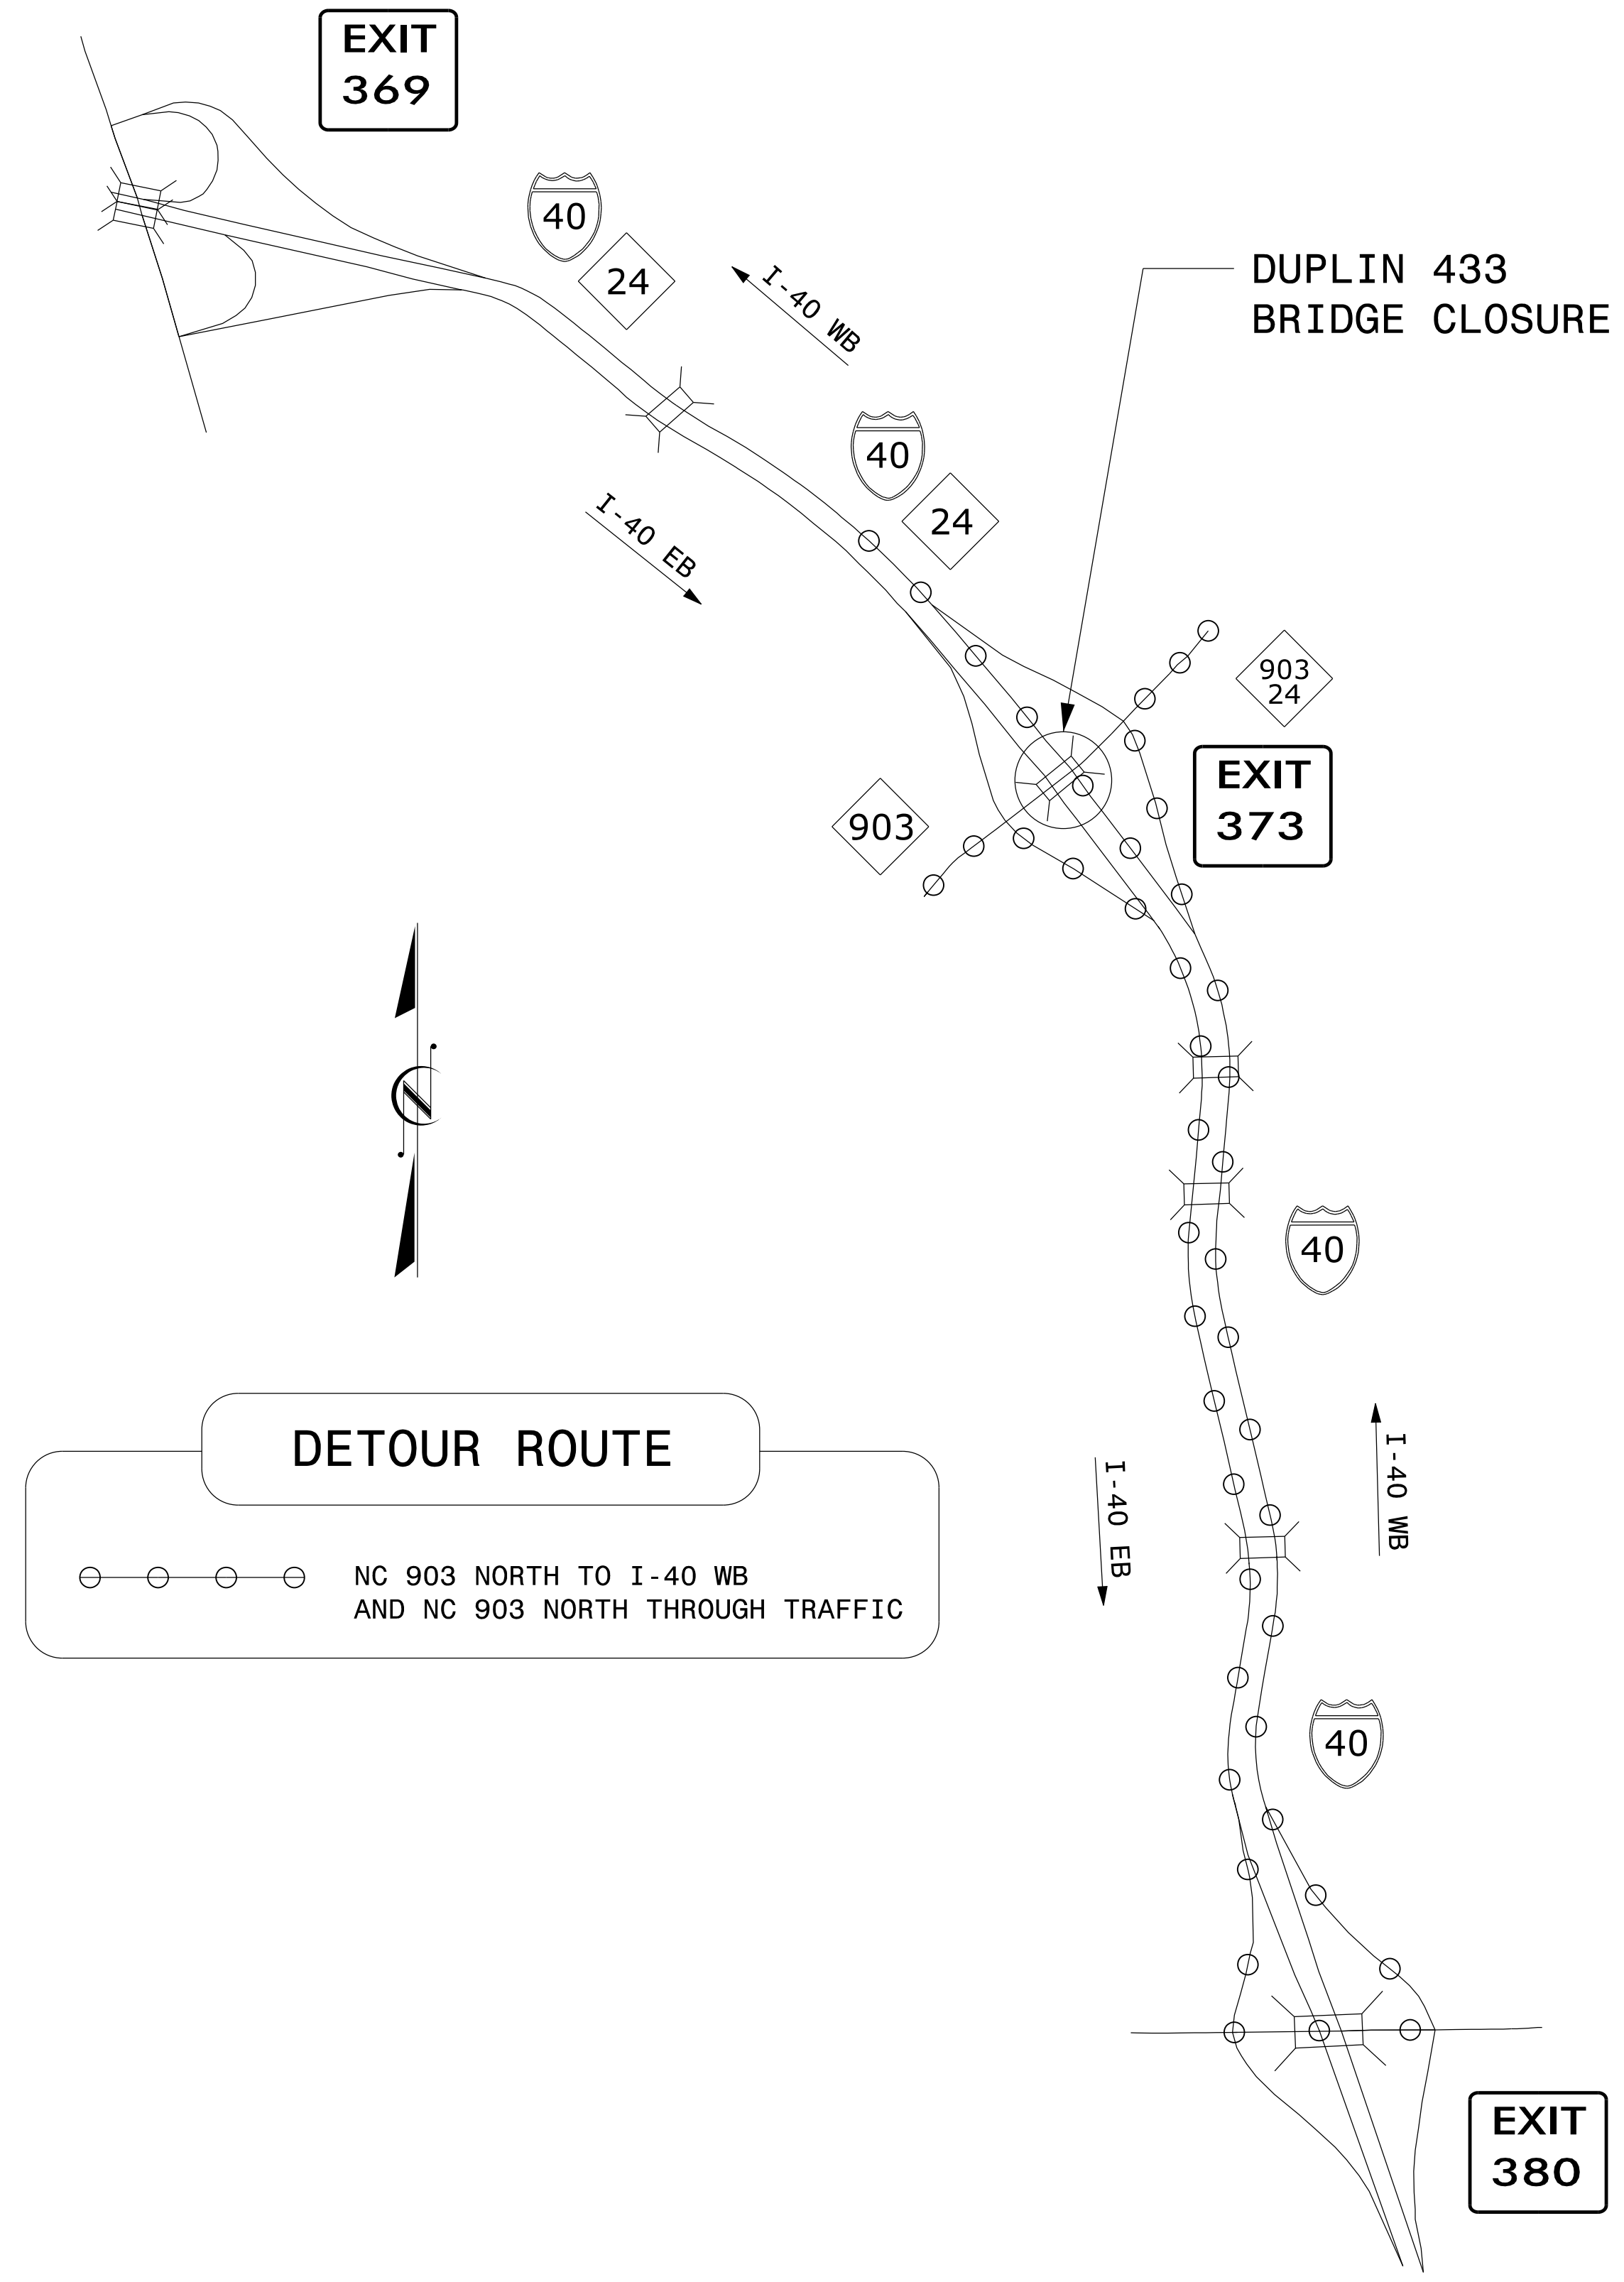 EXIT
369
40
24
I-40 WB
DUPLIN 433
BRIDGE CLOSURE
40
24
I-40 EB
903
24
EXIT
373
903
N
40
DETOUR ROUTE
I-40 WB
I-40 EB
NC 903 NORTH TO I-40 WB
AND NC 903 NORTH THROUGH TRAFFIC
40
EXIT
380